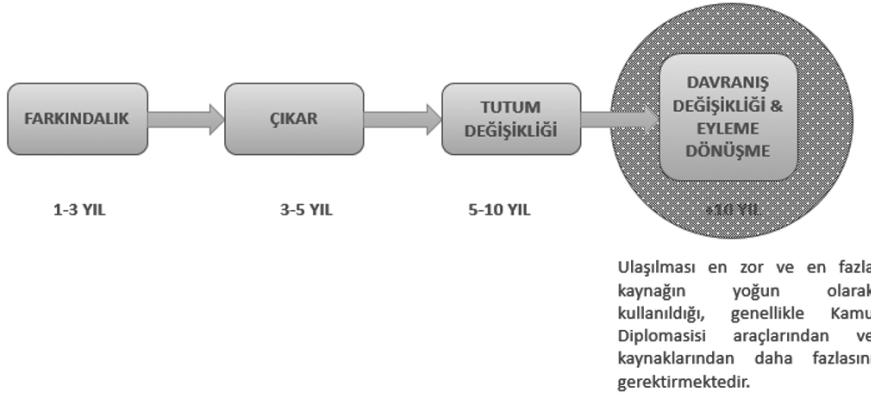 FARKINDALIK
ÇIKAR
TUTUM
DEĞİŞİKLİĞİ
DAVRANIŞ
DEĞİŞİKLİĞİ &
EYLEME
DÖNÜŞME
1-3 YIL
3-5 YIL
5-10 YIL
+10 YIL
Ulaşılması en zor ve en fazla
kaynağın yoğun olarak
kullanıldığı, genellikle Kamu
Diplomasisi araçlarından ve
kaynaklarından daha fazlasını
gerektirmektedir.